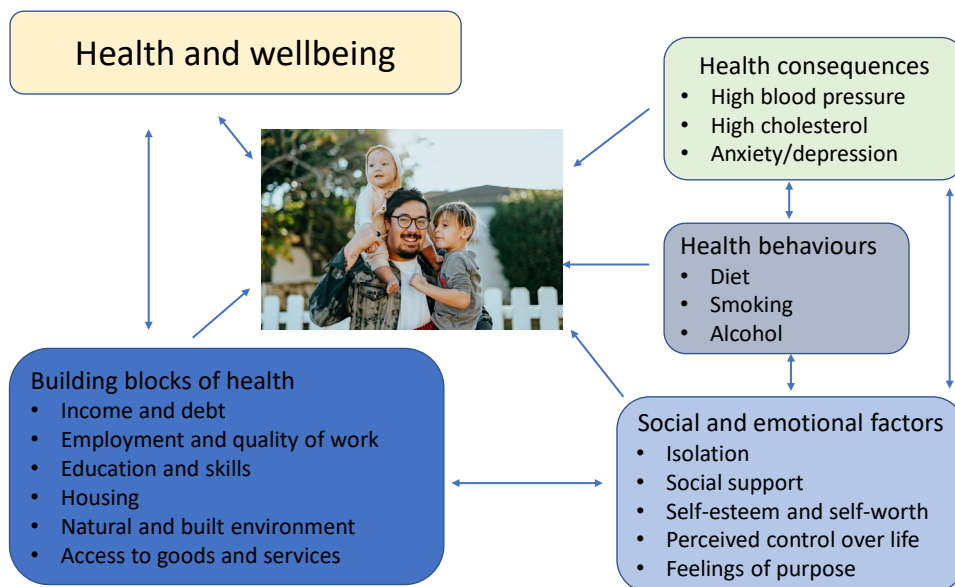 Health and wellbeing
Health consequences
• High blood pressure
• High cholesterol
• Anxiety/depression
Health behaviours
• Diet
• Smoking
• Alcohol
Building blocks of health
• Income and debt
• Employment and quality of work
• Education and skills
• Housing
• Natural and built environment
• Access to goods and services
Social and emotional factors
• Isolation
• Social support
• Self-esteem and self-worth
• Perceived control over life
• Feelings of purpose